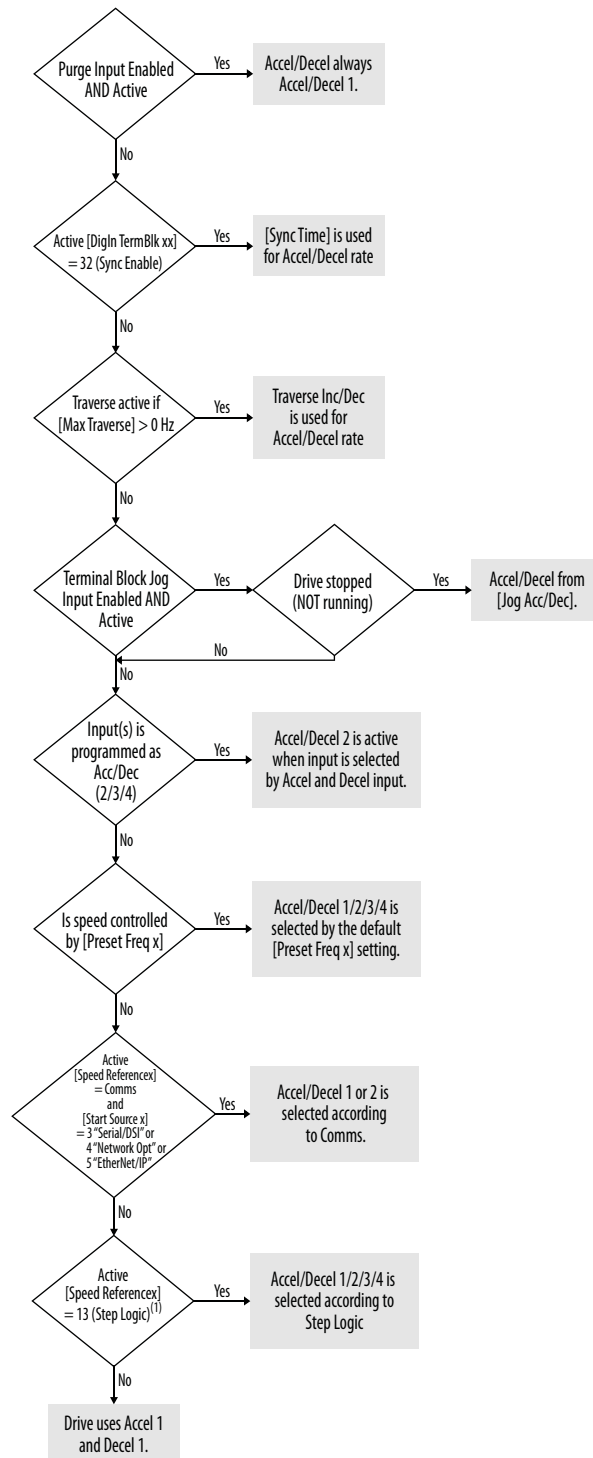 Purge Input Enabled
AND Active
Yes
Accel/Decel always
Accel/Decel 1.
No
Active [DigIn TermBlk xx]
= 32 (Sync Enable)
Yes
[Sync Time] is used
for Accel/Decel rate
No
Traverse active if
[Max Traverse] > 0 Hz
Yes
Traverse Inc/Dec
is used for
Accel/Decel rate
No
Terminal Block Jog
Input Enabled AND
Active
Yes
Drive stopped
(NOT running)
Yes
Accel/Decel from
[Jog Acc/Dec].
No
No
Input(s) is
programmed as
Acc/Dec
(2/3/4)
Yes
Accel/Decel 2 is active
when input is selected
by Accel and Decel input.
No
Is speed controlled
by [Preset Freq x]
Yes
Accel/Decel 1/2/3/4 is
selected by the default
[Preset Freq x] setting.
No
Active
[Speed Referencex]
= Comms
and
[Start Source x]
= 3 “Serial/DSI” or
4 “Network Opt” or
5 “EtherNet/IP”
Yes
Accel/Decel 1 or 2 is
selected according
to Comms.
No
Active
[Speed Referencex]
= 13 (Step Logic)(1)
Yes
Accel/Decel 1/2/3/4 is
selected according to
Step Logic
No
Drive uses Accel 1
and Decel 1.